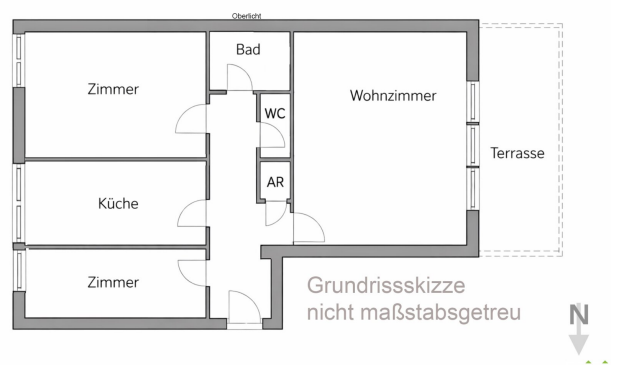 Oberlicht
Bad
Zimmer
Wohnzimmer
WC
Terrasse
AR
Küche
Zimmer
Grundrissskizze
nicht maßstabsgetreu
N